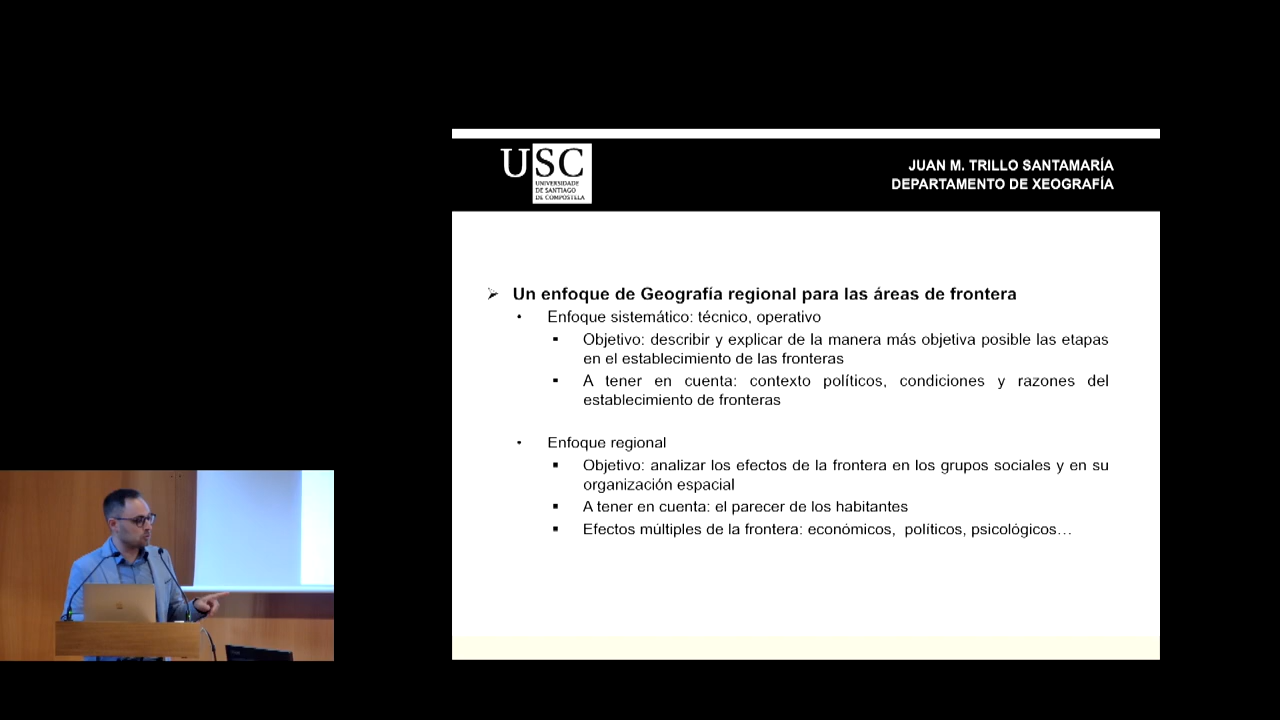 USC
UNIVERSIDADE
DE SANTIAGO
DE COMPOSTELA
JUAN M. TRILLO SANTAMARÍA
DEPARTAMENTO DE XEOGRAFÍA
➢ Un enfoque de Geografía regional para las áreas de frontera
• Enfoque sistemático: técnico, operativo
▪ Objetivo: describir y explicar de la manera más objetiva posible las etapas
en el establecimiento de las fronteras
▪ A tener en cuenta: contexto políticos, condiciones y razones del
establecimiento de fronteras
• Enfoque regional
▪ Objetivo: analizar los efectos de la frontera en los grupos sociales y en su
organización espacial
▪ A tener en cuenta: el parecer de los habitantes
▪ Efectos múltiples de la frontera: económicos, políticos, psicológicos…